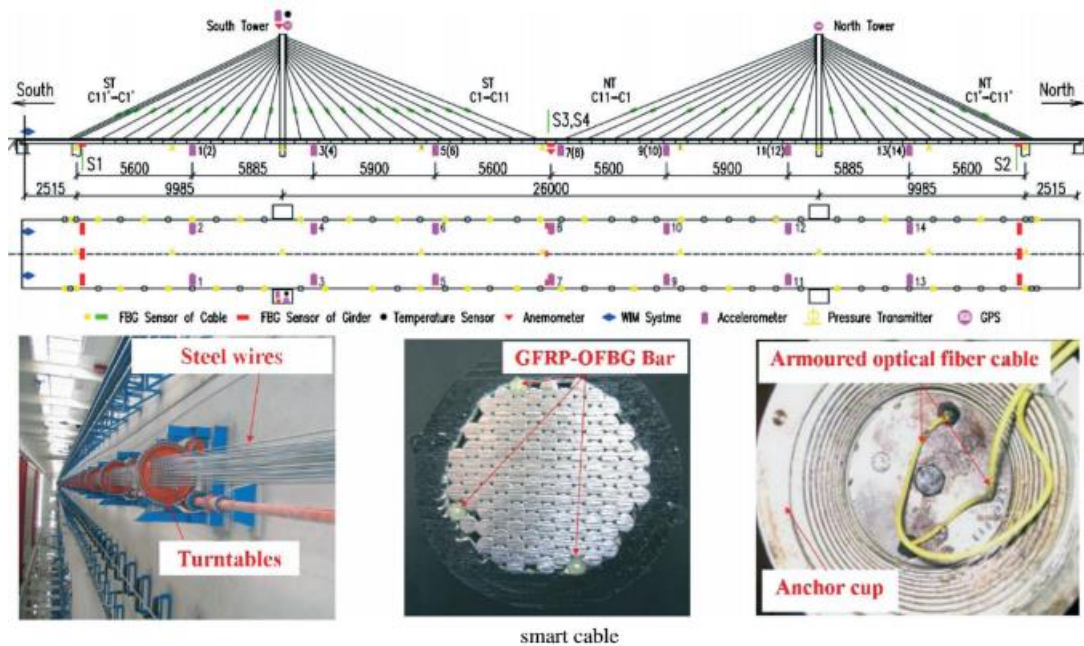 South Tower
North Tower
South
ST
C11'-C1'
ST
C1-C11
NT
C11-C1
NT
C1'-C11'
North
S3,S4
S1
1(2)
3(4)
5(6)
7(8)
9(10)
11(12)
13(14)
S2
5600
5885
5900
5600
5600
5900
5885
5600
2515
9985
26000
9985
2515
2
4
6
8
10
12
14
1
3
5
7
9
11
13
FBG Sensor of Cable
FBG Sensor of Girder
Temperature Sensor
Anemometer
WIM Systme
Accelerometer
Pressure Transmitter
GPS
Steel wires
GFRP-OFBG Bar
Armoured optical fiber cable
Turntables
Anchor cup
smart cable